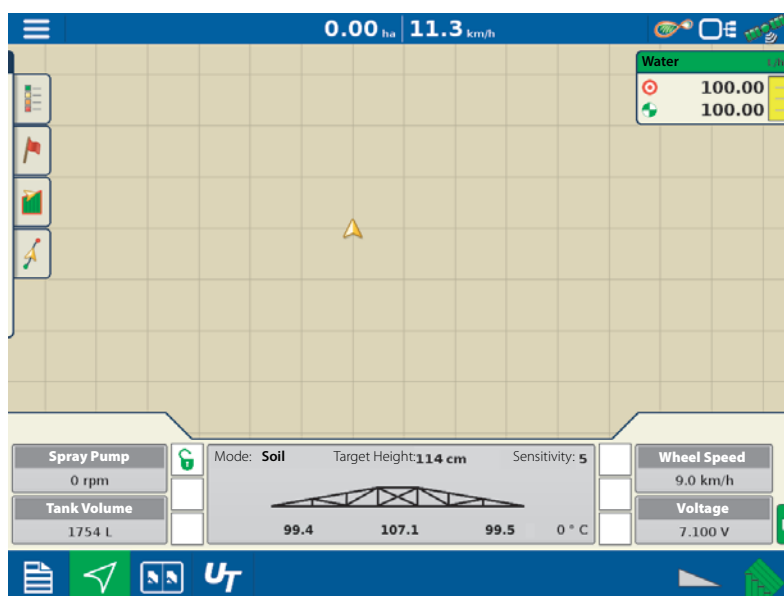 0.00 ha 11.3 km/h
Water
100.00
100.00
Mode: Soil Target Height:114 cm Sensitivity: 5
99.4 107.1 99.5 0 ° C
Spray Pump
0 rpm
Tank Volume
1754 L
Wheel Speed
9.0 km/h
Voltage
7.100 V
UT